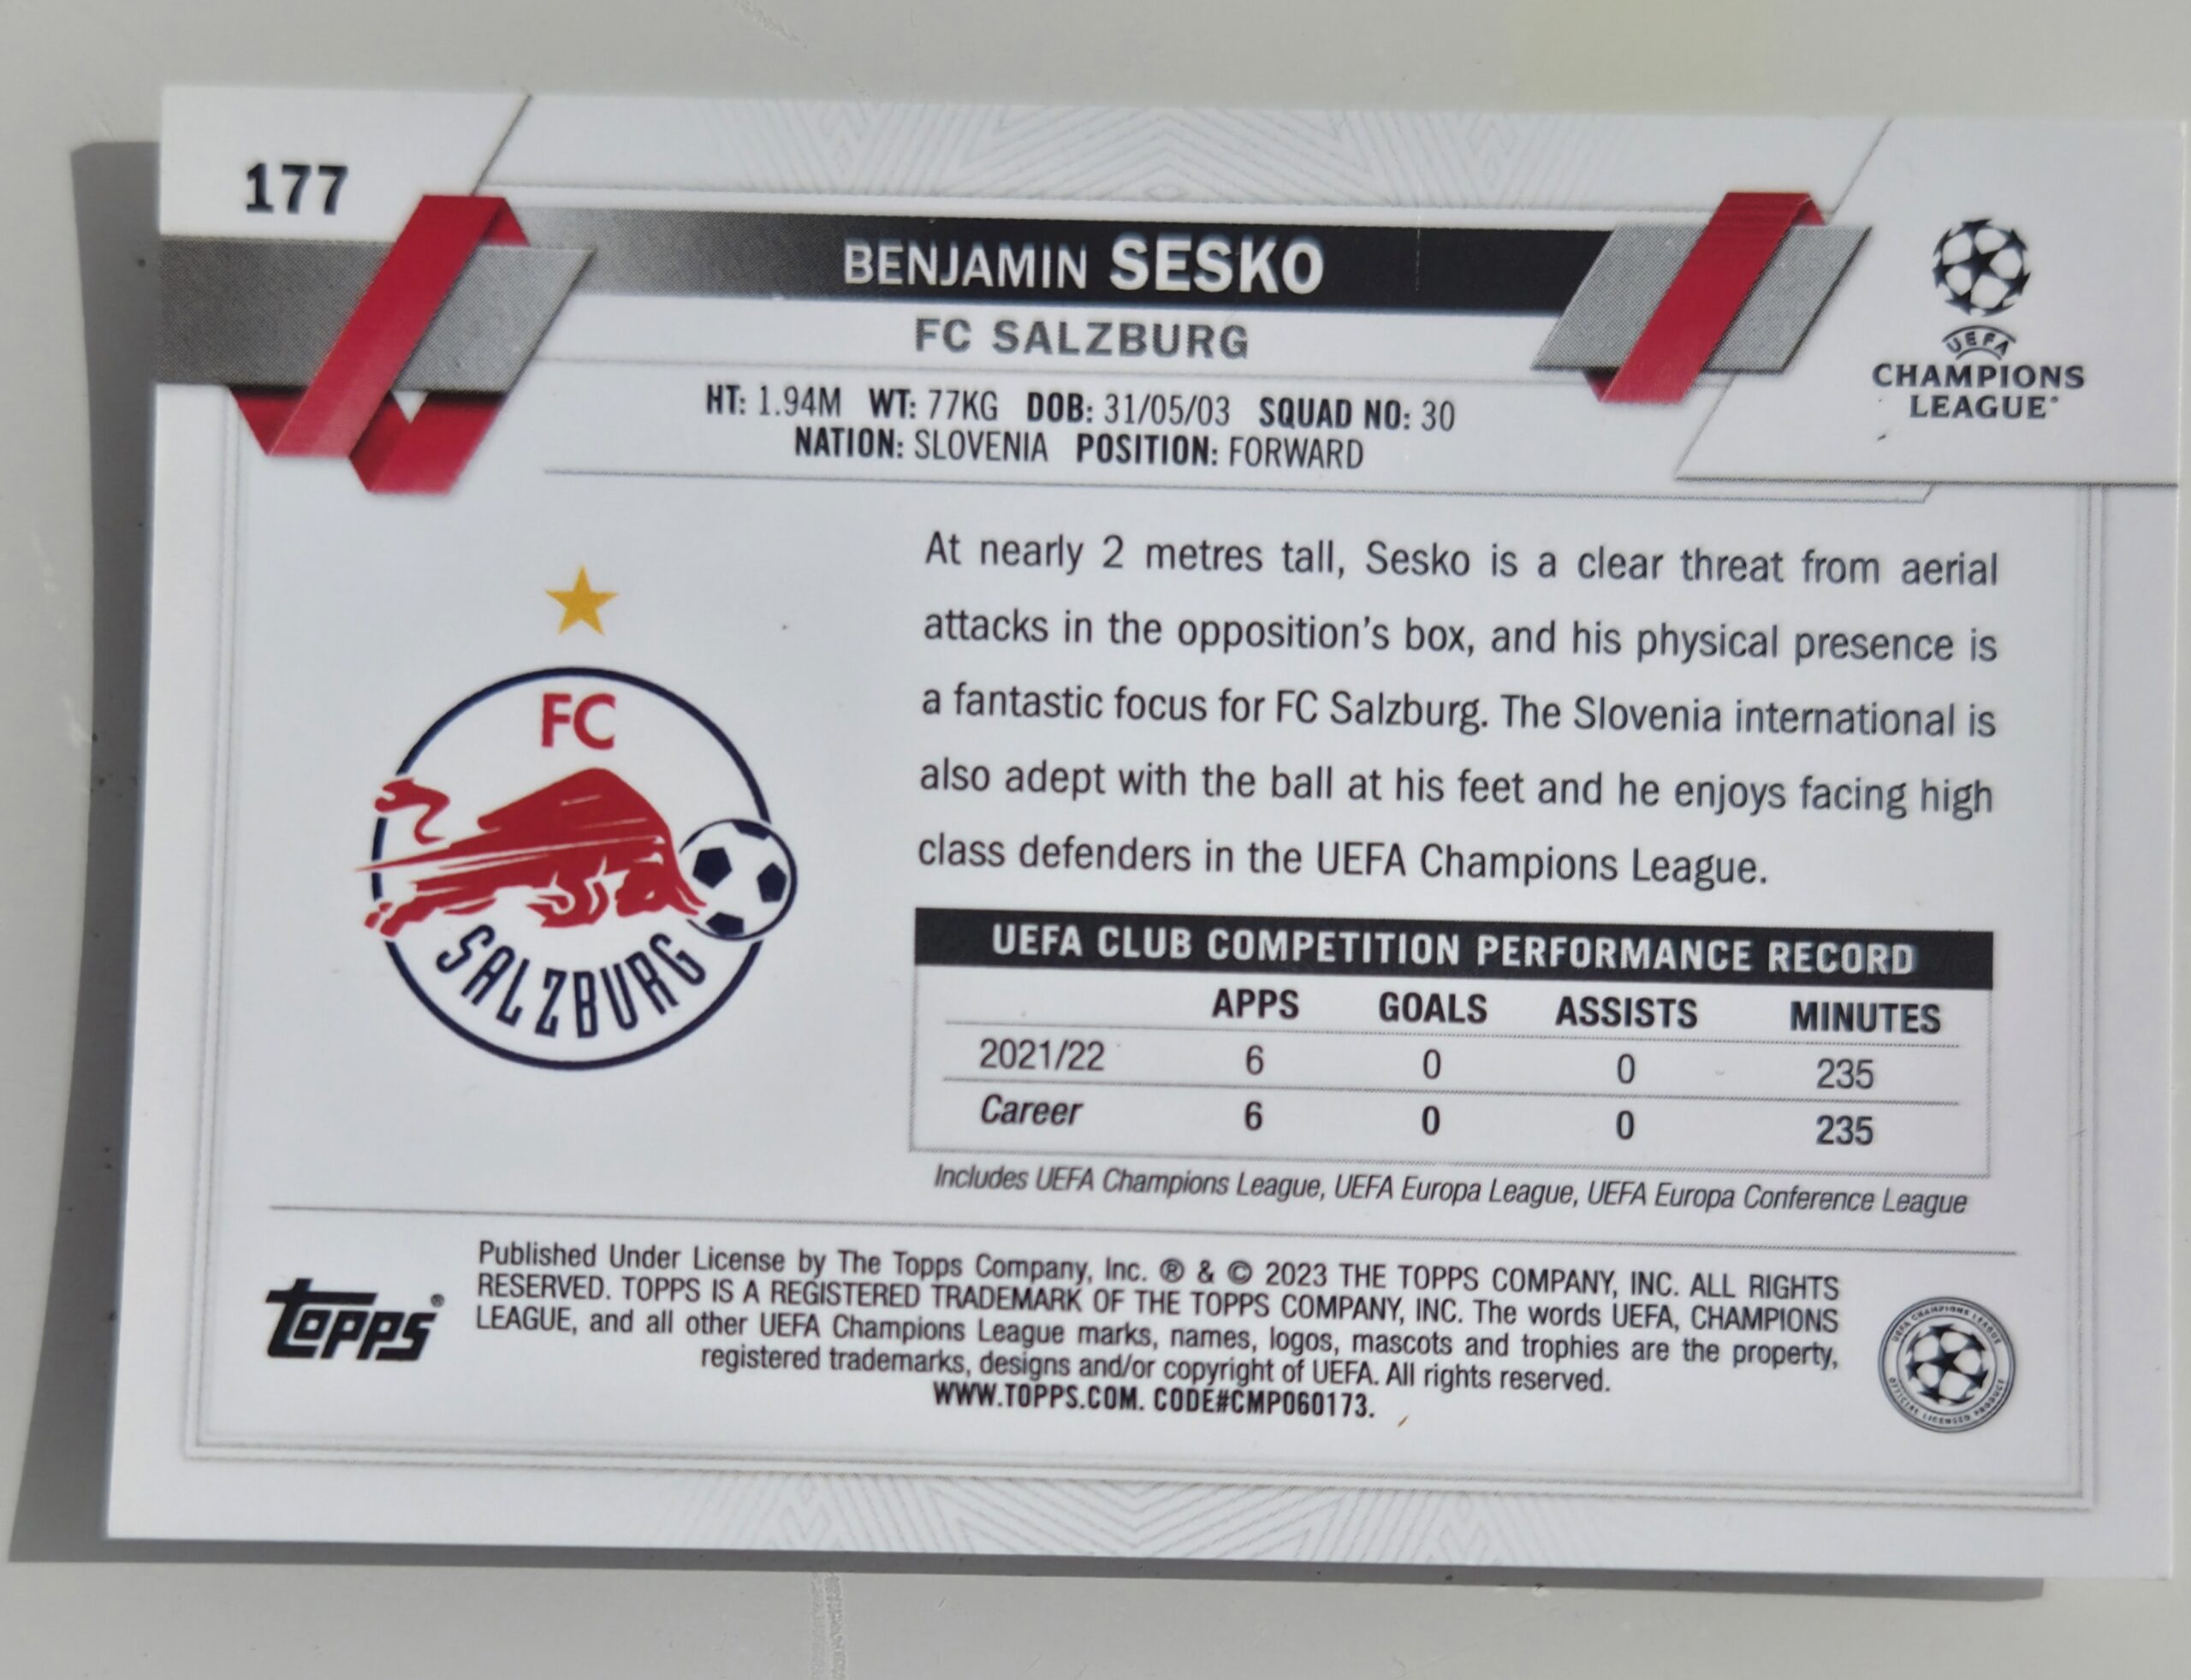 177
BENJAMIN SESKO
FC SALZBURG
HT: 1.94M WT: 77KG DOB: 31/05/03 SQUAD NO: 30
NATION: SLOVENIA POSITION: FORWARD
UEFA
CHAMPIONS
LEAGUE®
At nearly 2 metres tall, Sesko is a clear threat from aerial
attacks in the opposition's box, and his physical presence is
a fantastic focus for FC Salzburg. The Slovenia international is
also adept with the ball at his feet and he enjoys facing high
class defenders in the UEFA Champions League.
FC
SALZBURG
UEFA CLUB COMPETITION PERFORMANCE RECORD
APPS GOALS ASSISTS MINUTES
2021/22 6 0 0 235
Career 6 0 0 235
Includes UEFA Champions League, UEFA Europa League, UEFA Europa Conference League
topps®
Published Under License by The Topps Company, Inc. ® & © 2023 THE TOPPS COMPANY, INC. ALL RIGHTS
RESERVED. TOPPS IS A REGISTERED TRADEMARK OF THE TOPPS COMPANY, INC. The words UEFA, CHAMPIONS
LEAGUE, and all other UEFA Champions League marks, names, logos, mascots and trophies are the property,
registered trademarks, designs and/or copyright of UEFA. All rights reserved.
WWW.TOPPS.COM. CODE#CMP060173.
UEFA CHAMPIONS LEAGUE
OFFICIAL LICENSED PRODUCT